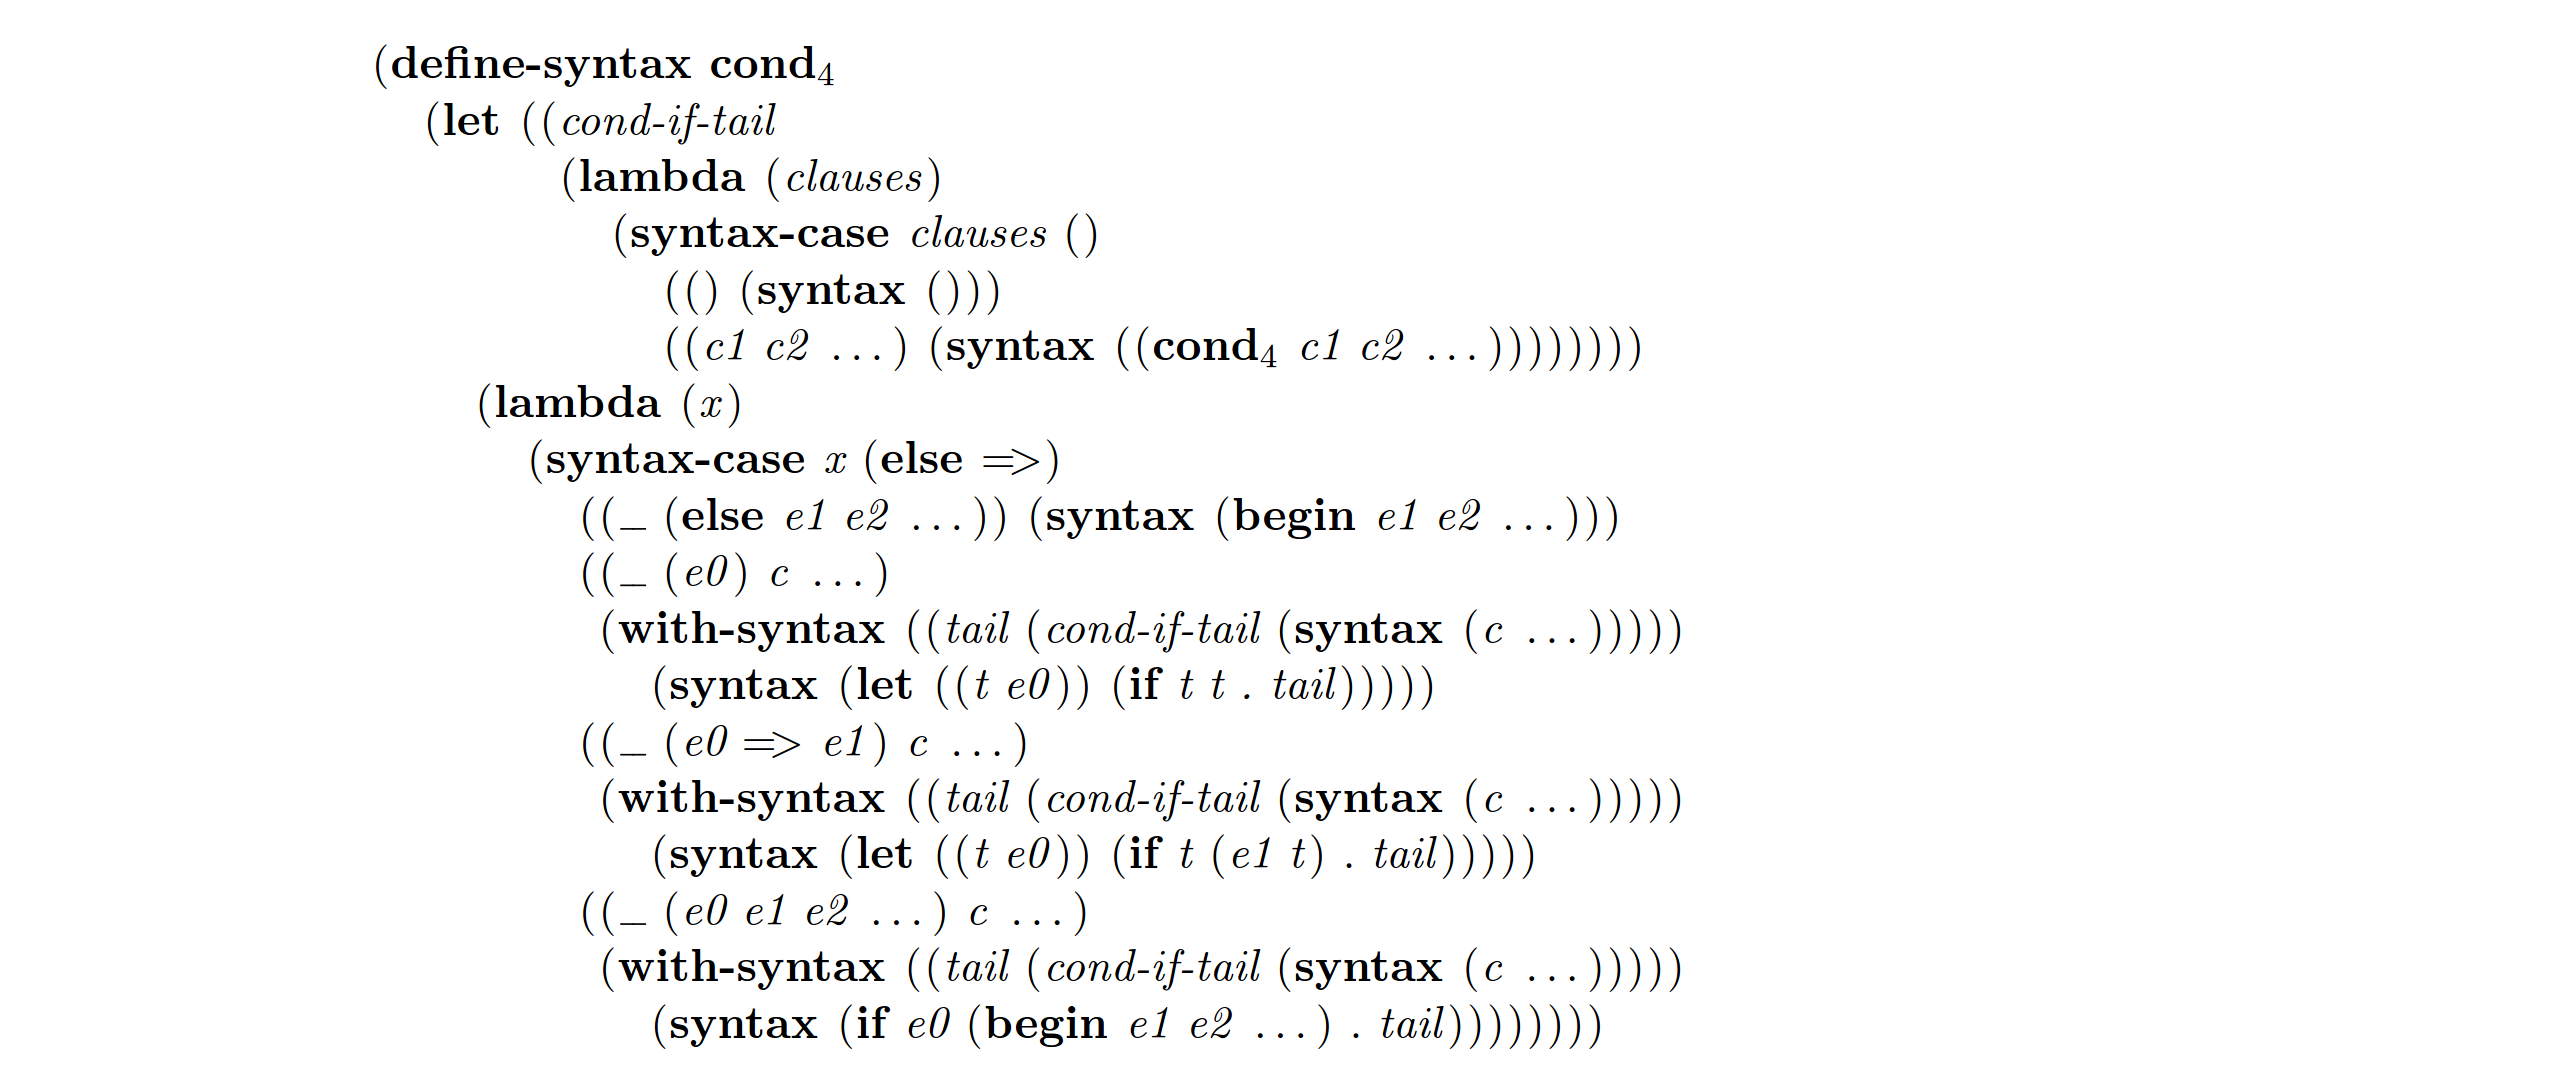 (define-syntax cond₄
(let ((cond-if-tail
(lambda (clauses)
(syntax-case clauses ()
(() (syntax ()))
((c1 c2 ...) (syntax ((cond₄ c1 c2 ...))))))))
(lambda (x)
(syntax-case x (else =>)
((_ (else e1 e2 ...)) (syntax (begin e1 e2 ...)))
((_ (e0) c ...)
(with-syntax ((tail (cond-if-tail (syntax (c ...)))))
(syntax (let ((t e0)) (if t t . tail)))))
((_ (e0 => e1) c ...)
(with-syntax ((tail (cond-if-tail (syntax (c ...)))))
(syntax (let ((t e0)) (if t (e1 t) . tail)))))
((_ (e0 e1 e2 ...) c ...)
(with-syntax ((tail (cond-if-tail (syntax (c ...)))))
(syntax (if e0 (begin e1 e2 ...) . tail))))))))